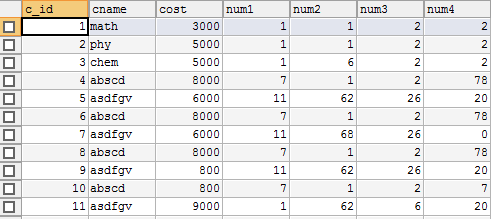 c_id cname cost num1 num2 num3 num4
1 math 3000 1 1 2 2
2 phy 5000 1 1 2 2
3 chem 5000 1 6 2 2
4 abscd 8000 7 1 2 78
5 asdfgv 6000 11 62 26 20
6 abscd 8000 7 1 2 78
7 asdfgv 6000 11 68 26 0
8 abscd 8000 7 1 2 78
9 asdfgv 800 11 62 26 20
10 abscd 800 7 1 2 7
11 asdfgv 9000 1 62 6 20